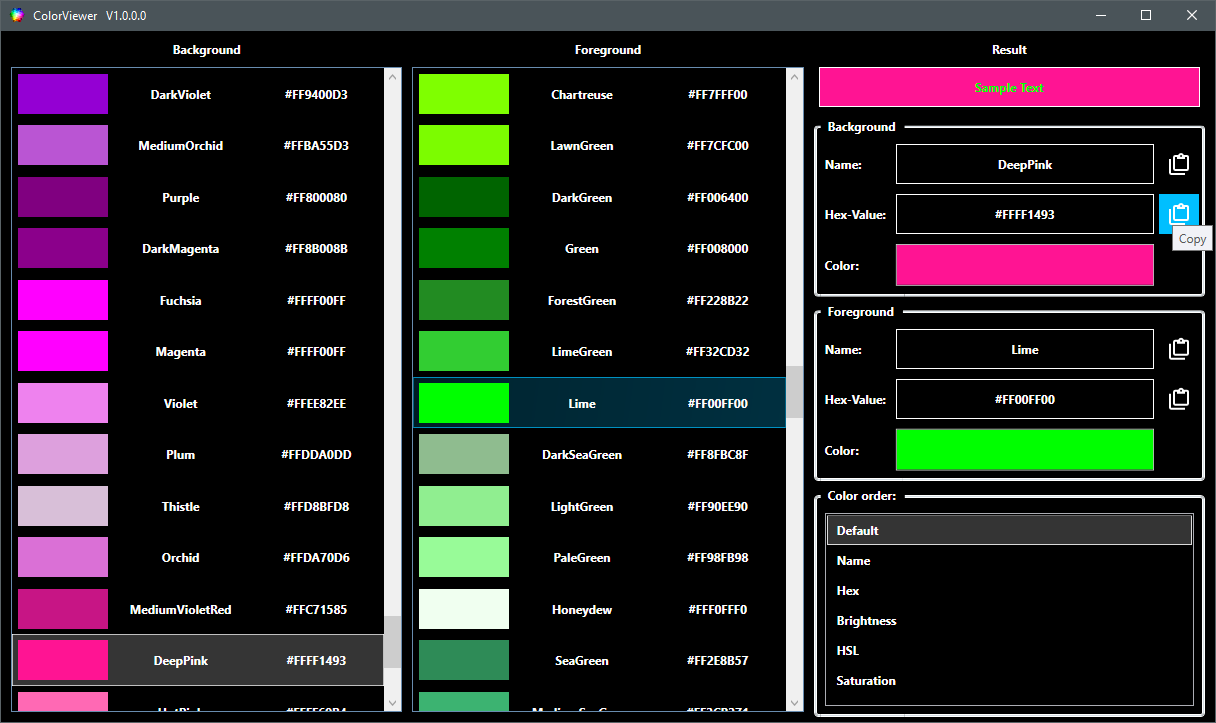 ColorViewer V1.0.0.0
Background
DarkViolet #FF9400D3
MediumOrchid #FFBA55D3
Purple #FF800080
DarkMagenta #FF8B008B
Fuchsia #FFFF00FF
Magenta #FFFF00FF
Violet #FFEE82EE
Plum #FFDDA0DD
Thistle #FFD8BFD8
Orchid #FFDA70D6
MediumVioletRed #FFC71585
DeepPink #FFFF1493
Foreground
Chartreuse #FF7FFF00
LawnGreen #FF7CFC00
DarkGreen #FF006400
Green #FF008000
ForestGreen #FF228B22
LimeGreen #FF32CD32
Lime #FF00FF00
DarkSeaGreen #FF8FBC8F
LightGreen #FF90EE90
PaleGreen #FF98FB98
Honeydew #FFF0FFF0
SeaGreen #FF2E8B57
Result
Sample Text
Background
Name: DeepPink
Hex-Value: #FFFF1493
Copy
Color:
Foreground
Name: Lime
Hex-Value: #FF00FF00
Color:
Color order:
Default
Name
Hex
Brightness
HSL
Saturation